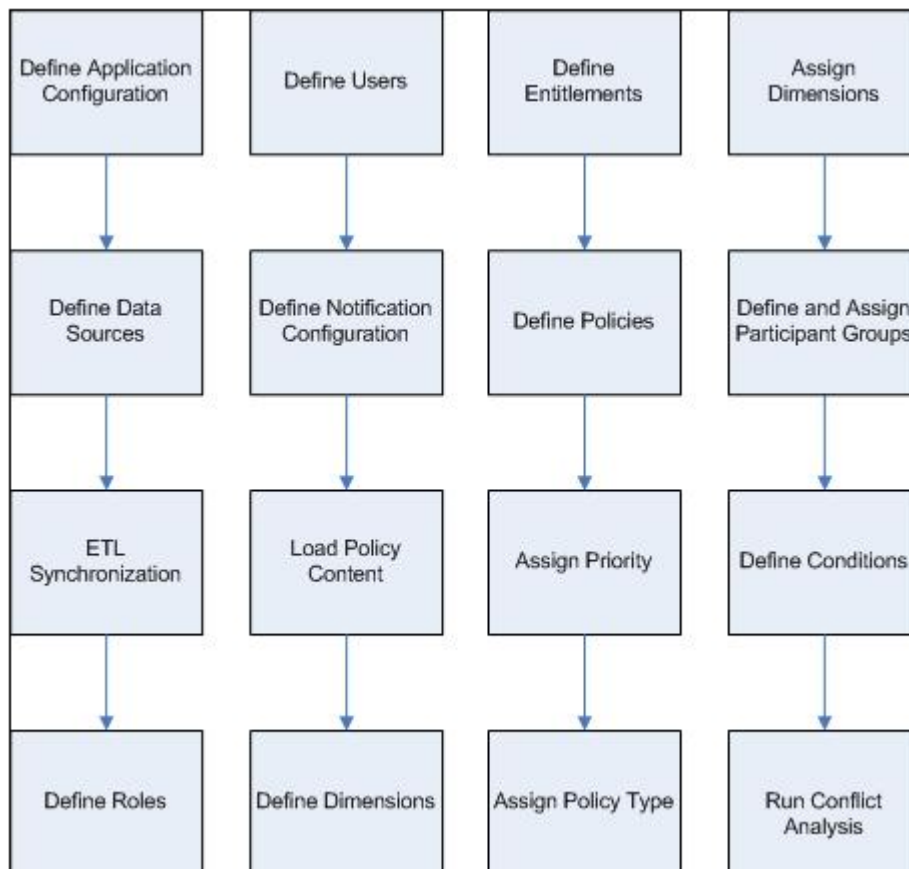 Define Application
Configuration
Define Data
Sources
ETL
Synchronization
Define Roles
Define Users
Define Notification
Configuration
Load Policy
Content
Define Dimensions
Define
Entitlements
Define Policies
Assign Priority
Assign Policy Type
Assign
Dimensions
Define and Assign
Participant Groups
Define Conditions
Run Conflict
Analysis